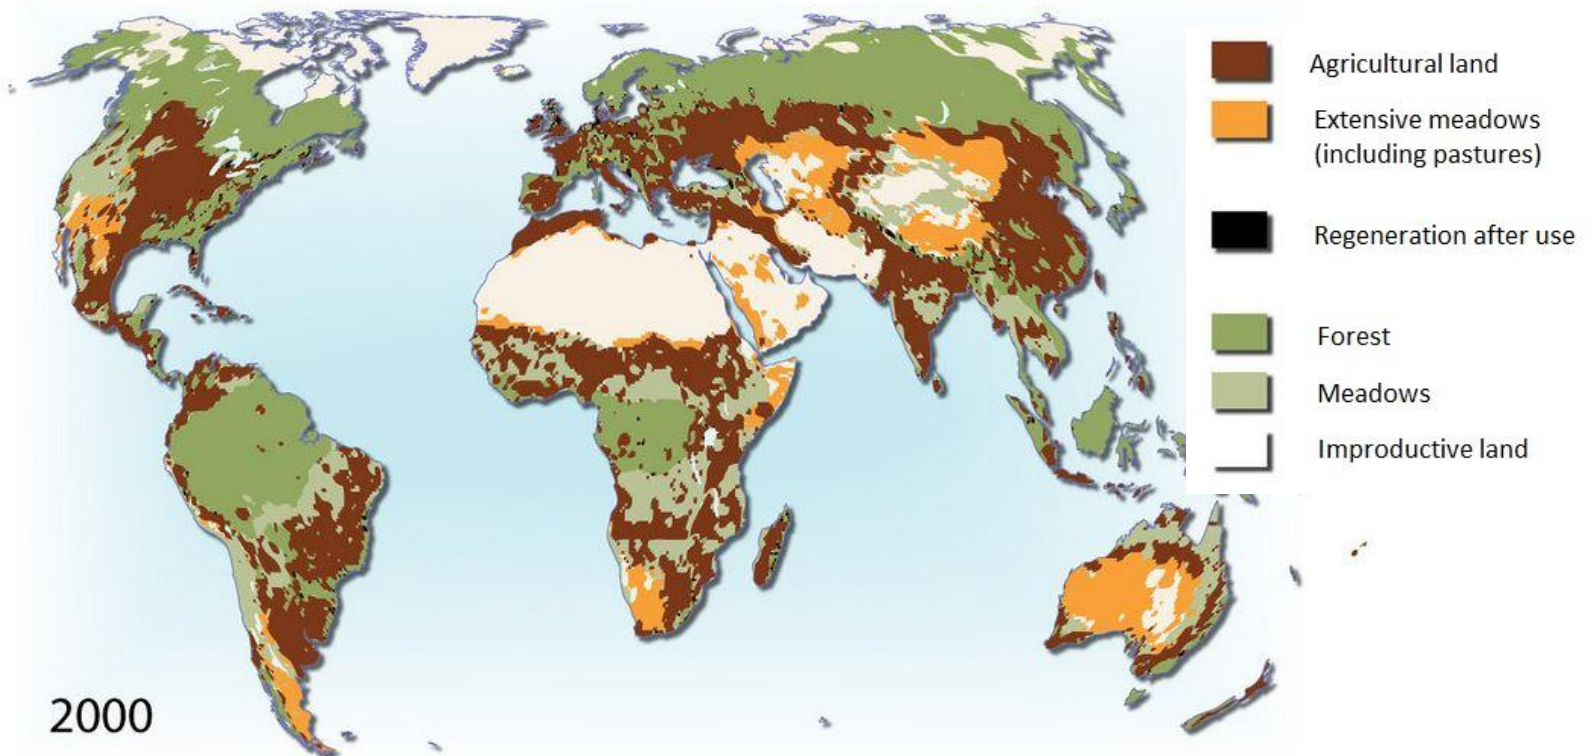 Agricultural land
Extensive meadows
(including pastures)
Regeneration after use
Forest
Meadows
Improductive land
2000